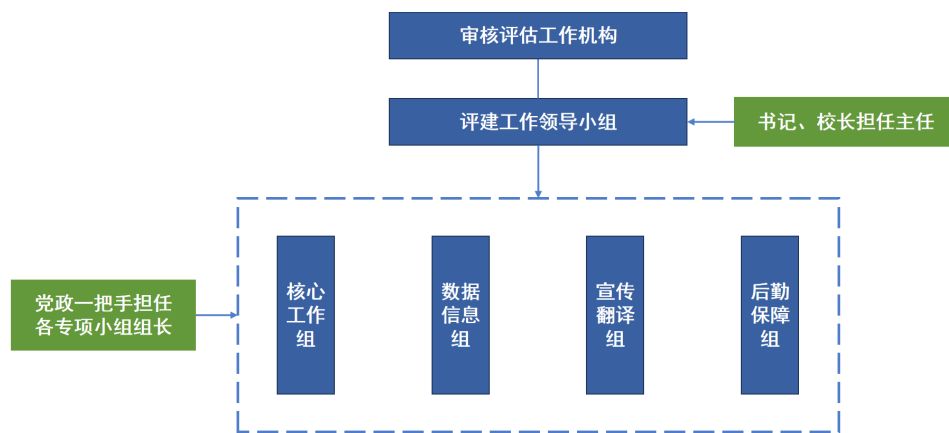 审核评估工作机构
评建工作领导小组
书记、校长担任主任
党政一把手担任
各专项小组组长
核心
工作
组
数据
信息
组
宣传
翻译
组
后勤
保障
组